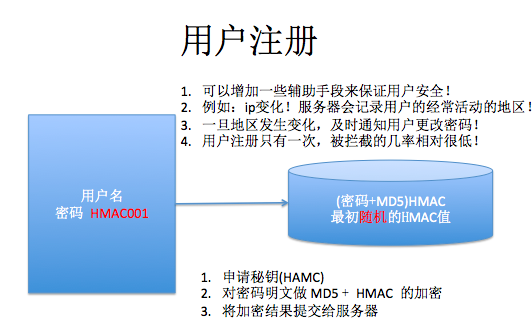 用户注册
1. 可以增加一些辅助手段来保证用户安全！
2. 例如：ip变化！服务器会记录用户的经常活动的地区！
3. 一旦地区发生变化，及时通知用户更改密码！
4. 用户注册只有一次，被拦截的几率相对很低！
用户名
密码 HMAC001
(密码+MD5)HMAC
最初随机的HMAC值
1. 申请秘钥(HAMC)
2. 对密码明文做 MD5 + HMAC 的加密
3. 将加密结果提交给服务器